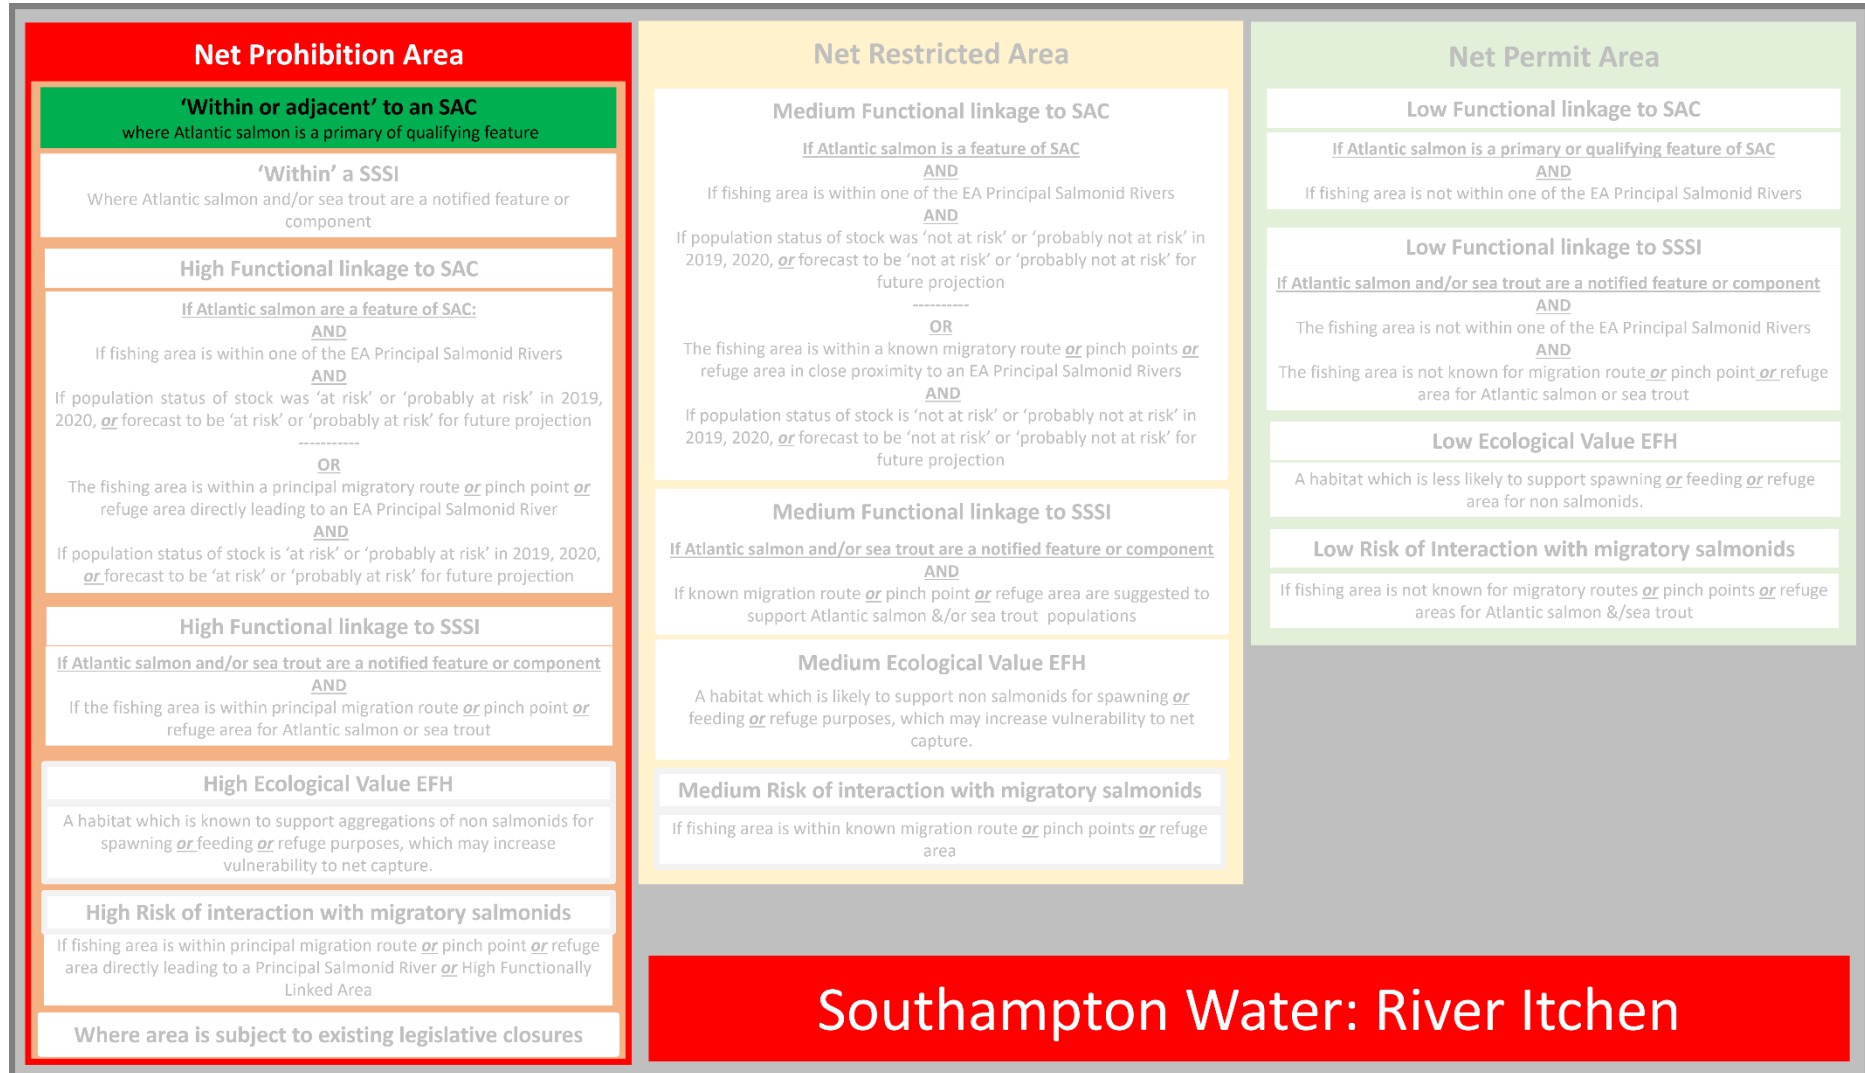 Net Prohibition Area
‘Within or adjacent’ to an SAC
where Atlantic salmon is a primary of qualifying feature
‘Within’ a SSSI
Where Atlantic salmon and/or sea trout are a notified feature or
component
High Functional linkage to SAC
If Atlantic salmon are a feature of SAC:
AND
If fishing area is within one of the EA Principal Salmonid Rivers
AND
If population status of stock was ‘at risk’ or ‘probably at risk’ in 2019,
2020, or forecast to be ‘at risk’ or ‘probably at risk’ for future projection
-----------
OR
The fishing area is within a principal migratory route or pinch point or
refuge area directly leading to an EA Principal Salmonid River
AND
If population status of stock is ‘at risk’ or ‘probably at risk’ in 2019, 2020,
or forecast to be ‘at risk’ or ‘probably at risk’ for future projection
High Functional linkage to SSSI
If Atlantic salmon and/or sea trout are a notified feature or component
AND
If the fishing area is within principal migration route or pinch point or
refuge area for Atlantic salmon or sea trout
High Ecological Value EFH
A habitat which is known to support aggregations of non salmonids for
spawning or feeding or refuge purposes, which may increase
vulnerability to net capture.
High Risk of interaction with migratory salmonids
If fishing area is within principal migration route or pinch point or refuge
area directly leading to a Principal Salmonid River or High Functionally
Linked Area
Where area is subject to existing legislative closures
Net Restricted Area
Medium Functional linkage to SAC
If Atlantic salmon is a feature of SAC
AND
If fishing area is within one of the EA Principal Salmonid Rivers
AND
If population status of stock was ‘not at risk’ or ‘probably not at risk’ in
2019, 2020, or forecast to be ‘not at risk’ or ‘probably not at risk’ for
future projection
----------
OR
The fishing area is within a known migratory route or pinch points or
refuge area in close proximity to an EA Principal Salmonid Rivers
AND
If population status of stock is ‘not at risk’ or ‘probably not at risk’ in
2019, 2020, or forecast to be ‘not at risk’ or ‘probably not at risk’ for
future projection
Medium Functional linkage to SSSI
If Atlantic salmon and/or sea trout are a notified feature or component
AND
If known migration route or pinch point or refuge area are suggested to
support Atlantic salmon &/or sea trout populations
Medium Ecological Value EFH
A habitat which is likely to support non salmonids for spawning or
feeding or refuge purposes, which may increase vulnerability to net
capture.
Medium Risk of interaction with migratory salmonids
If fishing area is within known migration route or pinch points or refuge
area
Net Permit Area
Low Functional linkage to SAC
If Atlantic salmon is a primary or qualifying feature of SAC
AND
If fishing area is not within one of the EA Principal Salmonid Rivers
Low Functional linkage to SSSI
If Atlantic salmon and/or sea trout are a notified feature or component
AND
The fishing area is not within one of the EA Principal Salmonid Rivers
AND
The fishing area is not known for migration route or pinch point or refuge
area for Atlantic salmon or sea trout
Low Ecological Value EFH
A habitat which is less likely to support spawning or feeding or refuge
area for non salmonids.
Low Risk of Interaction with migratory salmonids
If fishing area is not known for migratory routes or pinch points or refuge
areas for Atlantic salmon &/sea trout
Southampton Water: River Itchen